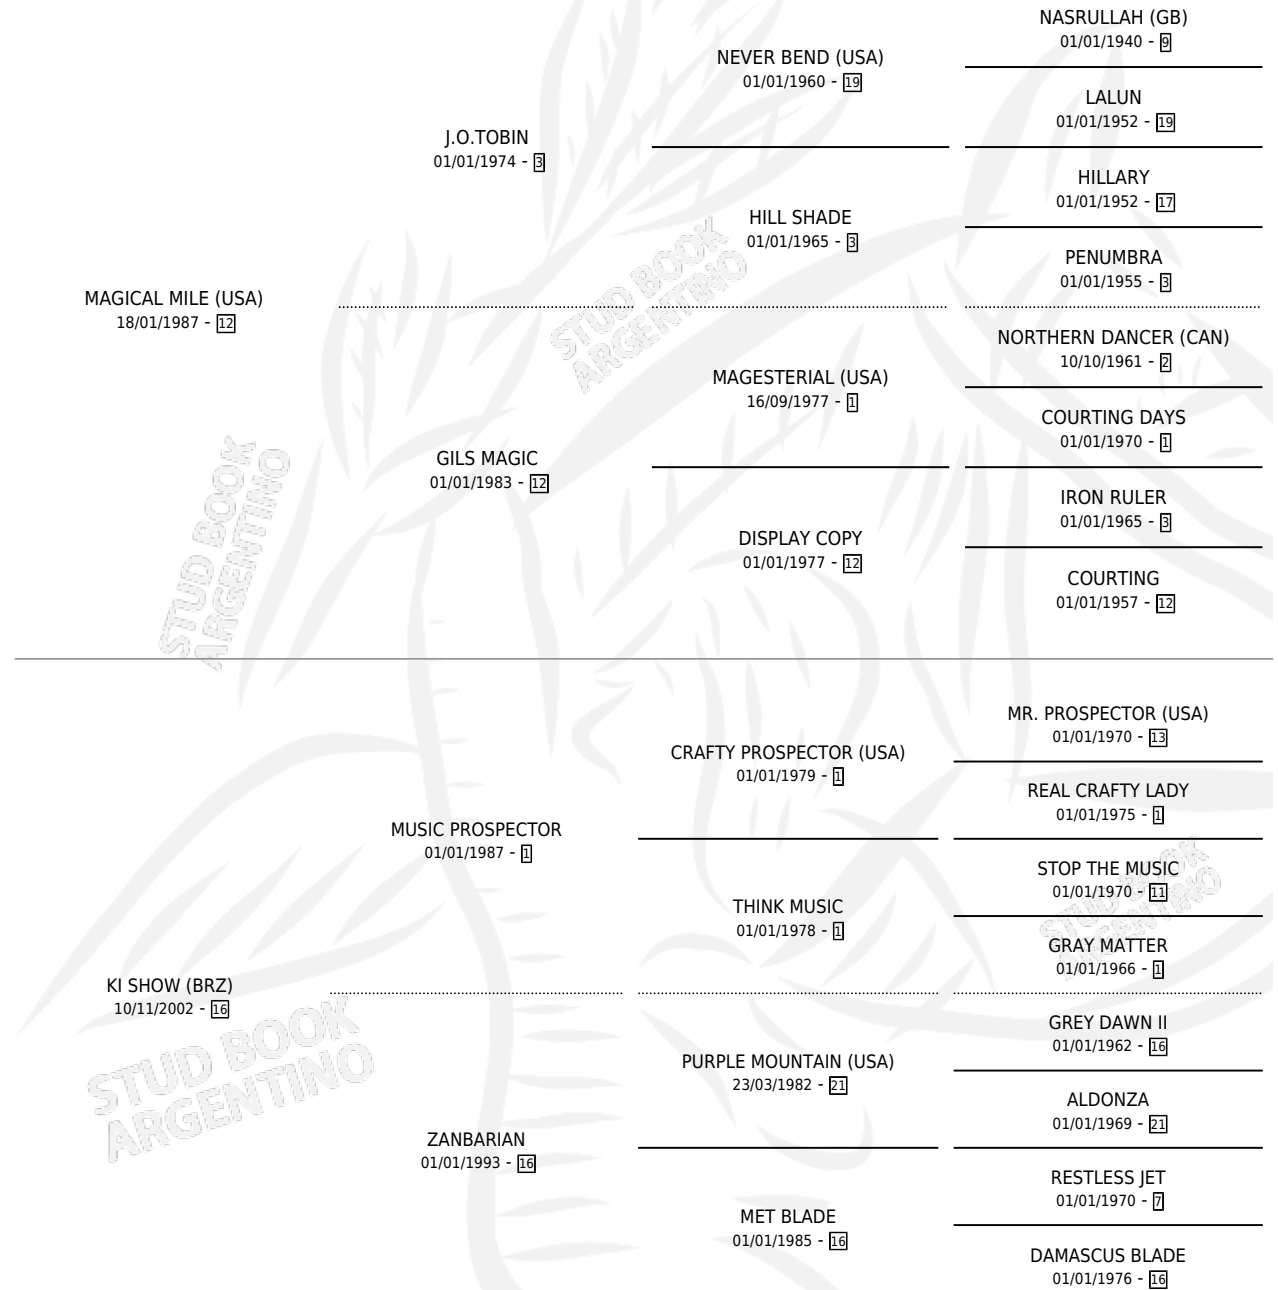 NASRULLAH (GB)
01/01/1940 - 9
NEVER BEND (USA)
01/01/1960 - 19
LALUN
01/01/1952 - 19
J.O.TOBIN
01/01/1974 - 3
HILLARY
01/01/1952 - 17
HILL SHADE
01/01/1965 - 3
PENUMBRA
01/01/1955 - 3
MAGICAL MILE (USA)
18/01/1987 - 12
NORTHERN DANCER (CAN)
10/10/1961 - 2
MAGESTERIAL (USA)
16/09/1977 - 1
COURTING DAYS
01/01/1970 - 1
GILS MAGIC
01/01/1983 - 12
IRON RULER
01/01/1965 - 3
DISPLAY COPY
01/01/1977 - 12
COURTING
01/01/1957 - 12
MR. PROSPECTOR (USA)
01/01/1970 - 13
CRAFTY PROSPECTOR (USA)
01/01/1979 - 1
REAL CRAFTY LADY
01/01/1975 - 1
MUSIC PROSPECTOR
01/01/1987 - 1
STOP THE MUSIC
01/01/1970 - 11
THINK MUSIC
01/01/1978 - 1
GRAY MATTER
01/01/1966 - 1
KI SHOW (BRZ)
10/11/2002 - 16
GREY DAWN II
01/01/1962 - 16
PURPLE MOUNTAIN (USA)
23/03/1982 - 21
ALDONZA
01/01/1969 - 21
ZANBARIAN
01/01/1993 - 16
RESTLESS JET
01/01/1970 - 7
MET BLADE
01/01/1985 - 16
DAMASCUS BLADE
01/01/1976 - 16
STUD BOOK
ARGENTINO
STUD BOOK
ARGENTINO
STUD BOOK
ARGENTINO
STUD BOOK
ARGENTINO